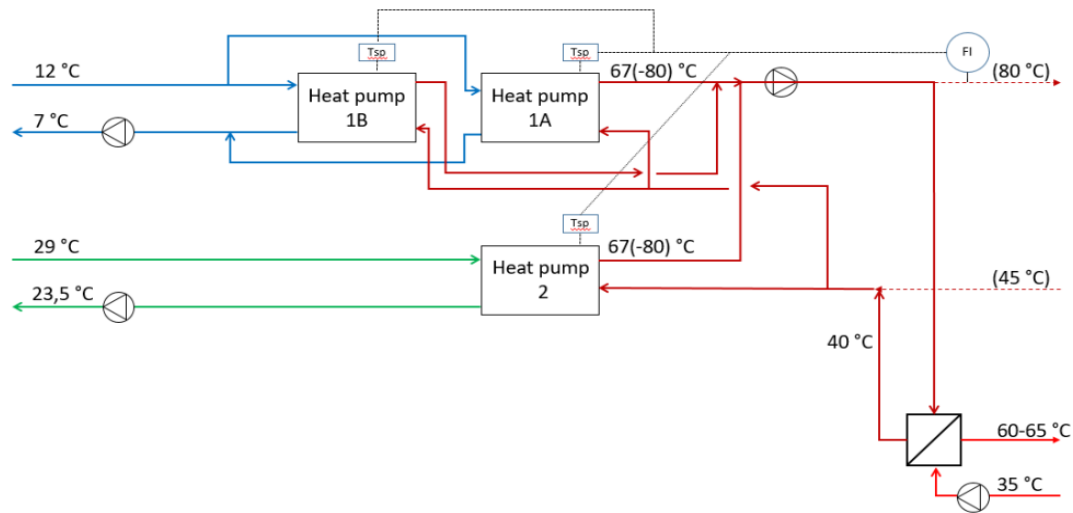 Tsp
Tsp
FI
12 °C
67(-80) °C
(80 °C)
Heat pump
1B
Heat pump
1A
7 °C
Tsp
29 °C
67(-80) °C
Heat pump
2
(45 °C)
23,5 °C
40 °C
60-65 °C
35 °C